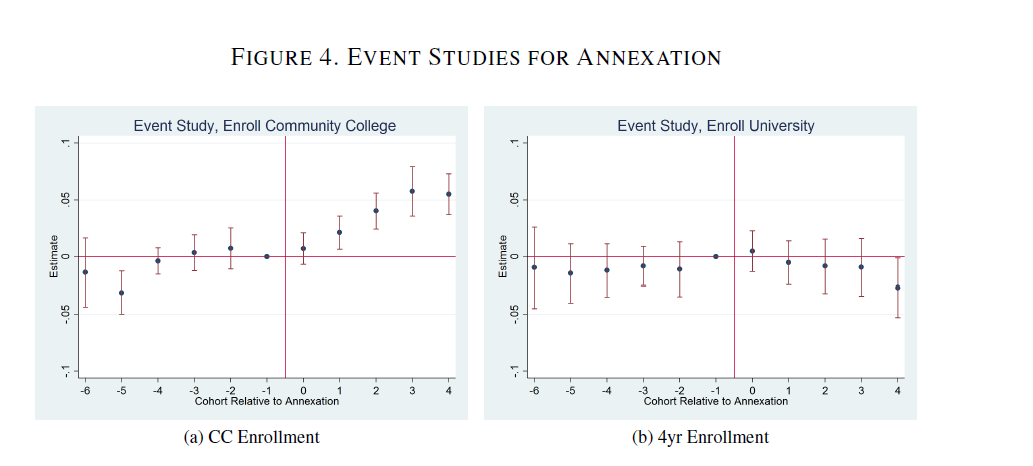 FIGURE 4. EVENT STUDIES FOR ANNEXATION
Event Study, Enroll Community College
.1
.05
0
-.05
-.1
Estimate
-6 -5 -4 -3 -2 -1 0 1 2 3 4
Cohort Relative to Annexation
(a) CC Enrollment
Event Study, Enroll University
.1
.05
0
-.05
-.1
Estimate
-6 -5 -4 -3 -2 -1 0 1 2 3 4
Cohort Relative to Annexation
(b) 4yr Enrollment